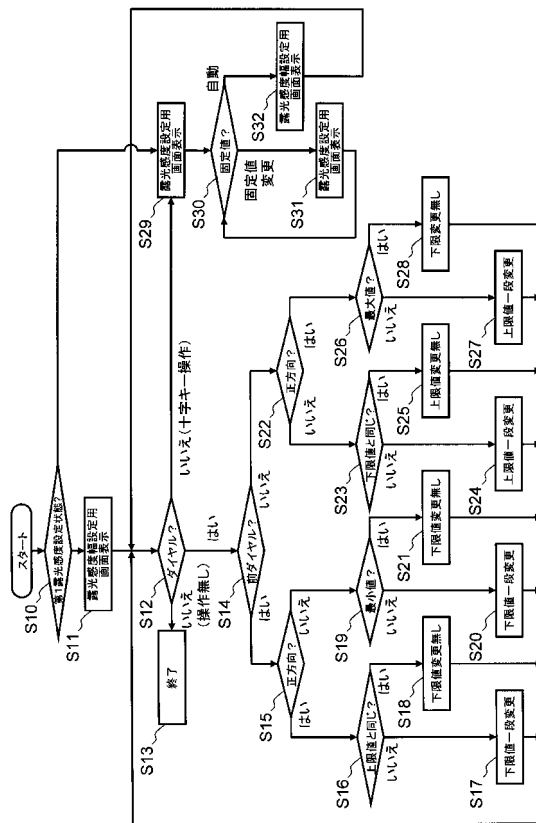 スタート
S10
第1露光感度設定状態?
S11
露光感度幅設定用
画面表示
S12
ダイヤル?
いいえ(十字キー操作)
いいえ
(操作無し)
はい
S13
終了
S14
前ダイヤル?
はい
いいえ
S15
正方向?
はい
いいえ
S16
上限値と同じ?
はい
いいえ
S17
下限値一段変更
S18
下限値変更無し
S19
最小値?
はい
いいえ
S20
下限値一段変更
S21
下限値変更無し
S22
正方向?
はい
いいえ
S23
下限値と同じ?
はい
いいえ
S24
上限値一段変更
S25
上限値変更無し
S26
最大値?
はい
いいえ
S27
上限値一段変更
S28
下限変更無し
S29
露光感度設定用
画面表示
S30
固定値?
自動
固定値
変更
S31
露光感度設定用
画面表示
S32
露光感度幅設定用
画面表示